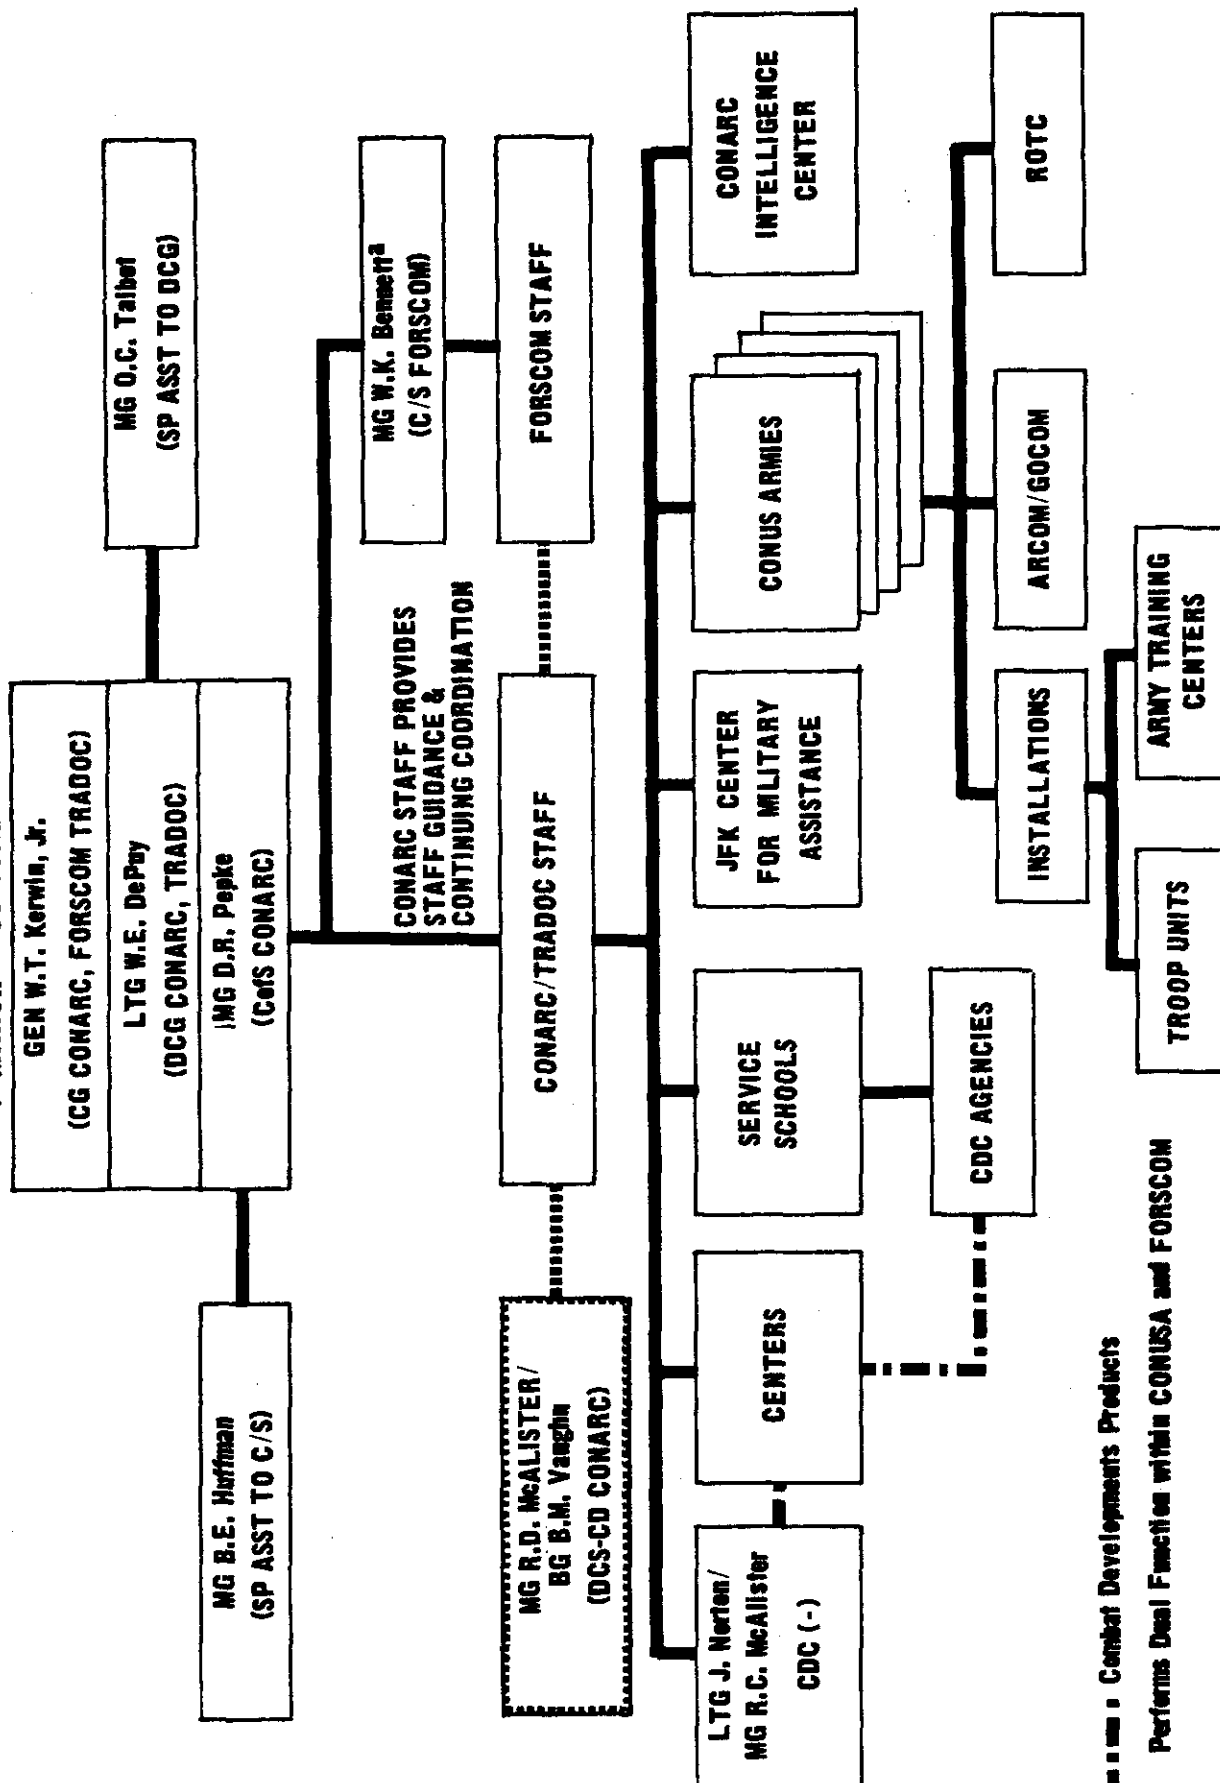 GEN W.T. Kerwin, Jr.
(CG CONARC, FORSCOM TRADOC)
LTG W.E. DePuy
(DCG CONARC, TRADOC)
MG D.R. Pepke
(CofS CONARC)
MG O.C. Talbot
(SP ASST TO DCG)
MG B.E. Huffman
(SP ASST TO C/S)
MG W.K. Bennettª
(C/S FORSCOM)
CONARC STAFF PROVIDES
STAFF GUIDANCE &
CONTINUING COORDINATION
MG R.D. McALISTER/
BG B.M. Vaughn
(DCS-CD CONARC)
CONARC/TRADOC STAFF
FORSCOM STAFF
LTG J. Norton/
MG R.C. McAlister
CDC (-)
CENTERS
SERVICE
SCHOOLS
JFK CENTER
FOR MILITARY
ASSISTANCE
CONUS ARMIES
CONARC
INTELLIGENCE
CENTER
CDC AGENCIES
INSTALLATIONS
ARCOM/GOCOM
ROTC
TROOP UNITS
ARMY TRAINING
CENTERS
Combat Developments Products
Performs Dual Function within CONUSA and FORSCOM